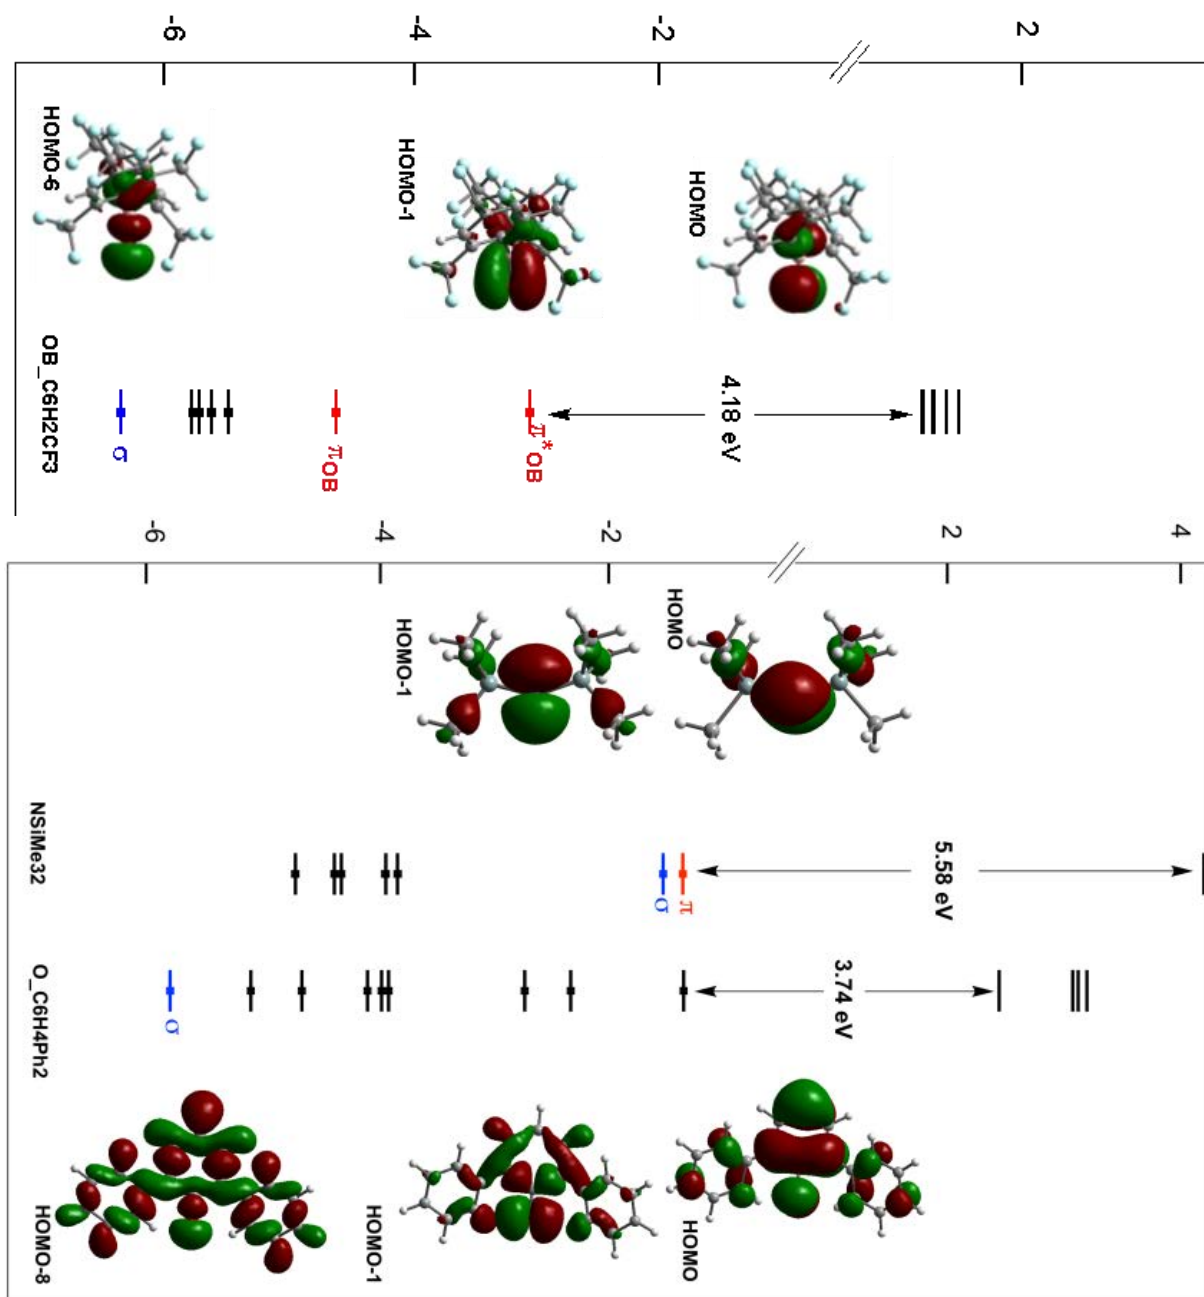 -6
-4
-2
2
HOMO-6
HOMO-1
HOMO
OB_C6H2CF3
σ
πOB
π*OB
4.18 eV
-6
-4
-2
2
4
HOMO-1
HOMO
NSiMe32
σ
π
5.58 eV
O_C6H4Ph2
σ
3.74 eV
HOMO-8
HOMO-1
HOMO